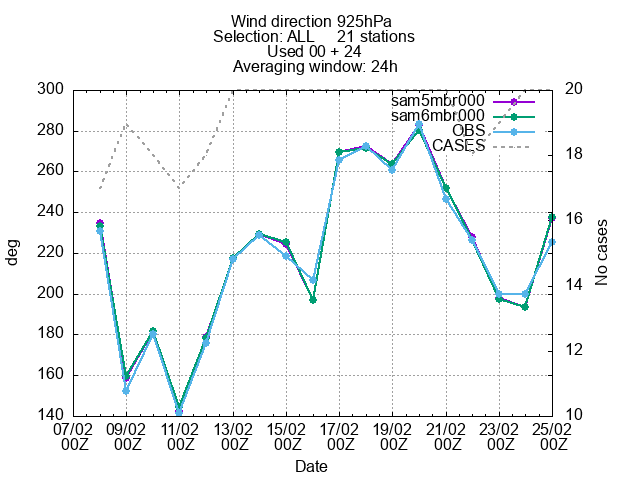 Wind direction 925hPa
Selection: ALL 21 stations
Used 00 + 24
Averaging window: 24h
300
280
260
240
220
200
180
160
140
deg
sam5mbr000
sam6mbr000
OBS
CASES
20
18
16
14
12
10
No cases
07/02 09/02 11/02 13/02 15/02 17/02 19/02 21/02 23/02 25/02
00Z 00Z 00Z 00Z 00Z 00Z 00Z 00Z 00Z 00Z
Date